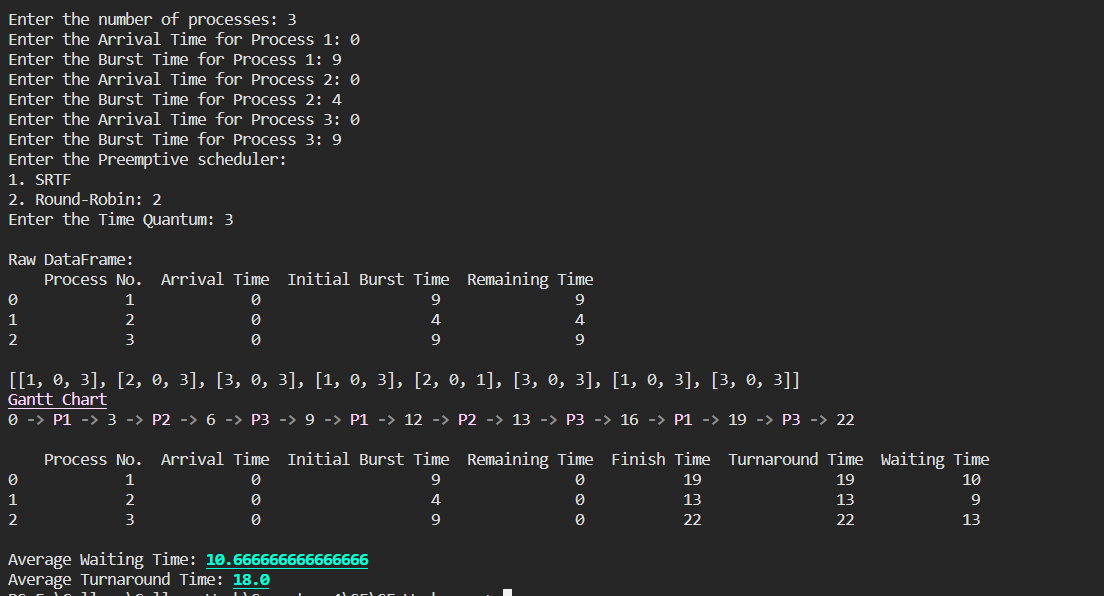 Enter the number of processes: 3
Enter the Arrival Time for Process 1: 0
Enter the Burst Time for Process 1: 9
Enter the Arrival Time for Process 2: 0
Enter the Burst Time for Process 2: 4
Enter the Arrival Time for Process 3: 0
Enter the Burst Time for Process 3: 9
Enter the Preemptive scheduler:
1. SRTF
2. Round-Robin: 2
Enter the Time Quantum: 3
Raw DataFrame:
Process No. Arrival Time Initial Burst Time Remaining Time
0 1 0 9 9
1 2 0 4 4
2 3 0 9 9
[[1, 0, 3], [2, 0, 3], [3, 0, 3], [1, 0, 3], [2, 0, 1], [3, 0, 3], [1, 0, 3], [3, 0, 3]]
Gantt Chart
0 -> P1 -> 3 -> P2 -> 6 -> P3 -> 9 -> P1 -> 12 -> P2 -> 13 -> P3 -> 16 -> P1 -> 19 -> P3 -> 22
Process No. Arrival Time Initial Burst Time Remaining Time Finish Time Turnaround Time Waiting Time
0 1 0 9 0 19 19 10
1 2 0 4 0 13 13 9
2 3 0 9 0 22 22 13
Average Waiting Time: 10.666666666666666
Average Turnaround Time: 18.0